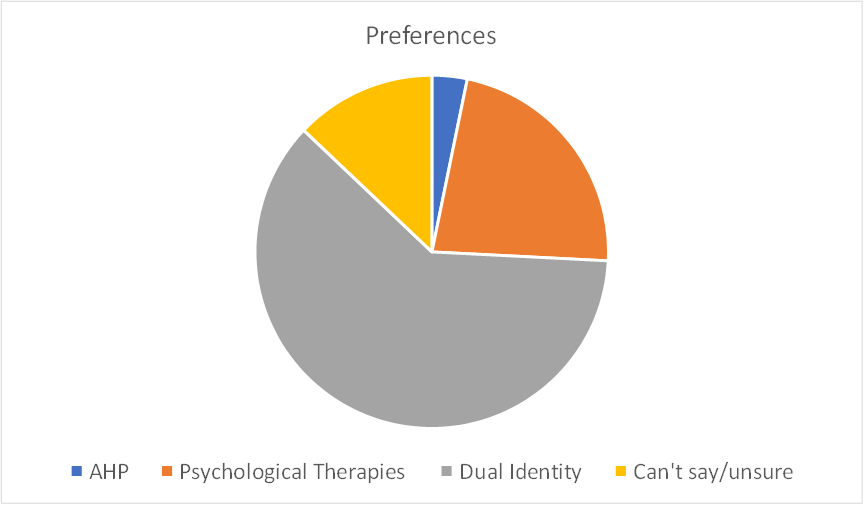 Preferences
AHP Psychological Therapies Dual Identity Can't say/unsure